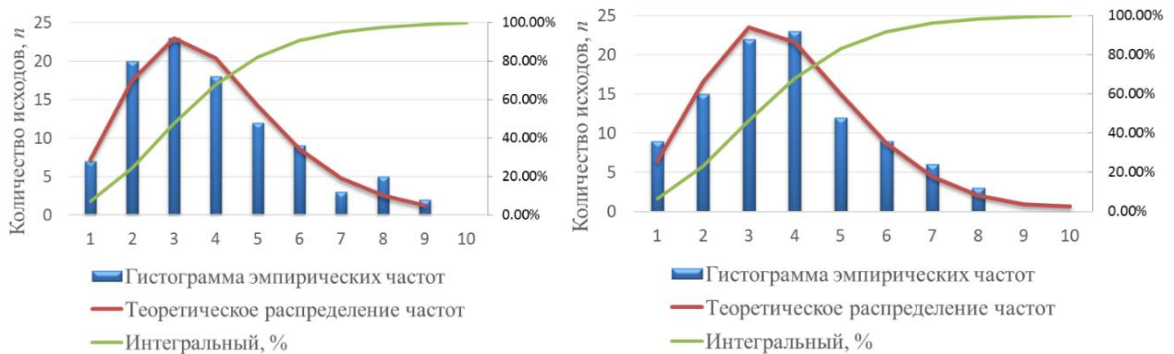 Количество исходов, n
25
20
15
10
5
0
100.00%
80.00%
60.00%
40.00%
20.00%
0.00%
1 2 3 4 5 6 7 8 9 10
Гистограмма эмпирических частот
Теоретическое распределение частот
Интегральный, %
Количество исходов, n
25
20
15
10
5
0
100.00%
80.00%
60.00%
40.00%
20.00%
0.00%
1 2 3 4 5 6 7 8 9 10
Гистограмма эмпирических частот
Теоретическое распределение частот
Интегральный, %